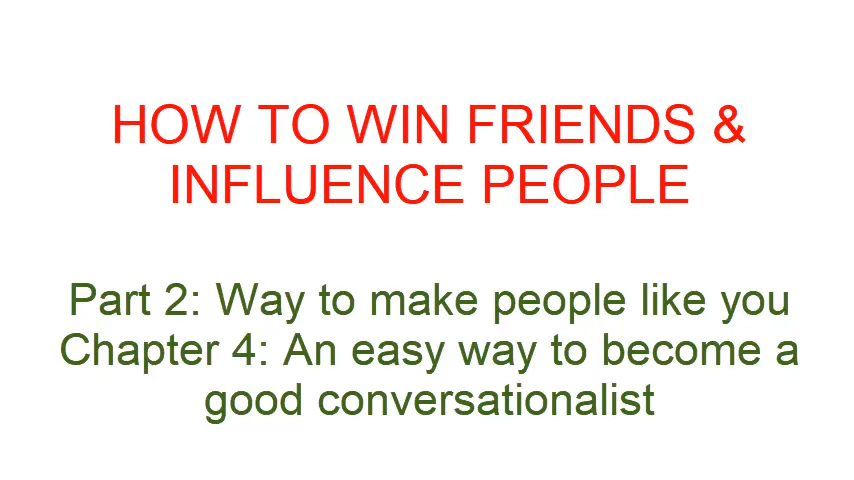 HOW TO WIN FRIENDS &
INFLUENCE PEOPLE
Part 2: Way to make people like you
Chapter 4: An easy way to become a
good conversationalist